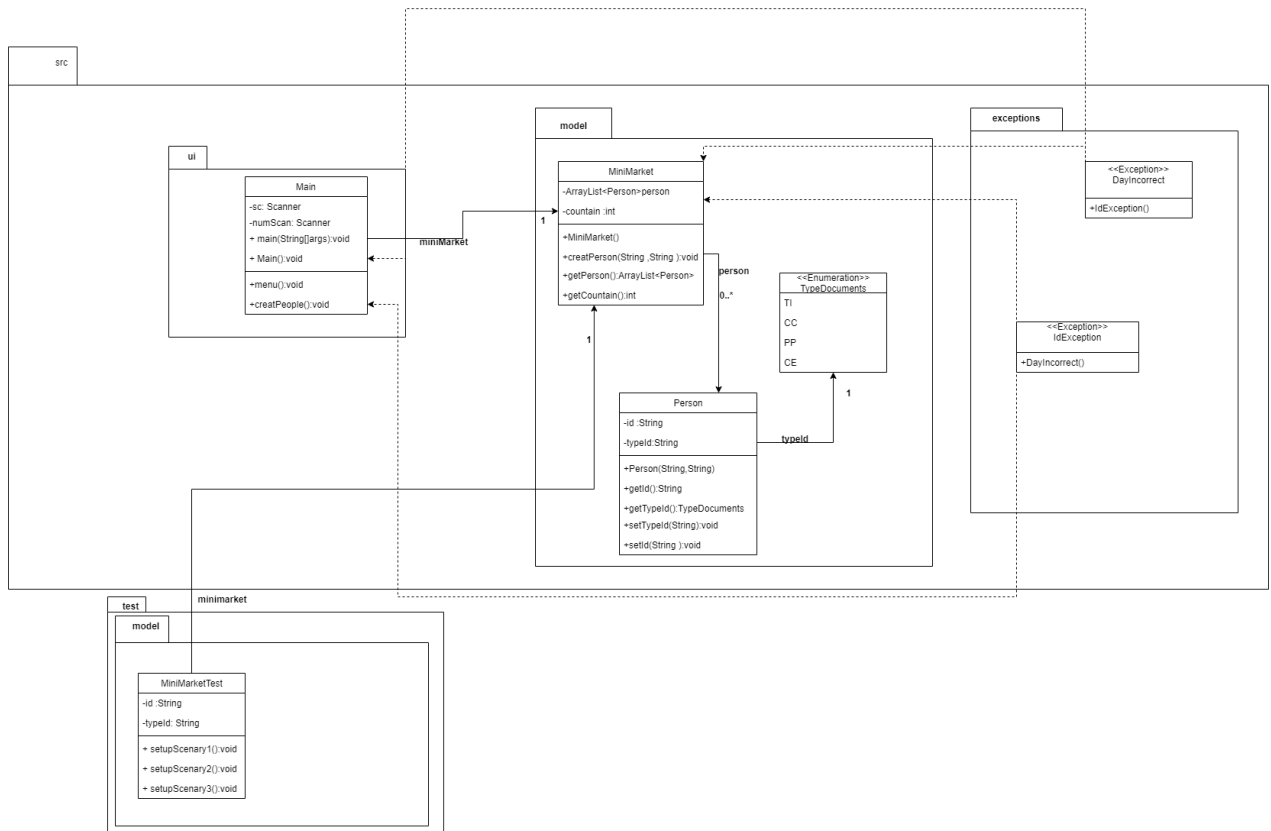 src
ui
Main
-sc: Scanner
-numScan: Scanner
+ main(String[]args):void
+ Main():void
+menu():void
+creatPeople():void
miniMarket
1
model
MiniMarket
-ArrayList<Person>person
-countain :int
+MiniMarket()
+creatPerson(String ,String ):void
+getPerson():ArrayList<Person>
+getCountain():int
person
0..*
1
<<Enumeration>>
TypeDocuments
TI
CC
PP
CE
1
typeId
Person
-id :String
-typeId:String
+Person(String,String)
+getId():String
+getTypeId():TypeDocuments
+setTypeId(String):void
+setId(String ):void
exceptions
<<Exception>>
DayIncorrect
+IdException()
<<Exception>>
IdException
+DayIncorrect()
minimarket
test
model
MiniMarketTest
-id :String
-typeId: String
+ setupScenary1():void
+ setupScenary2():void
+ setupScenary3():void